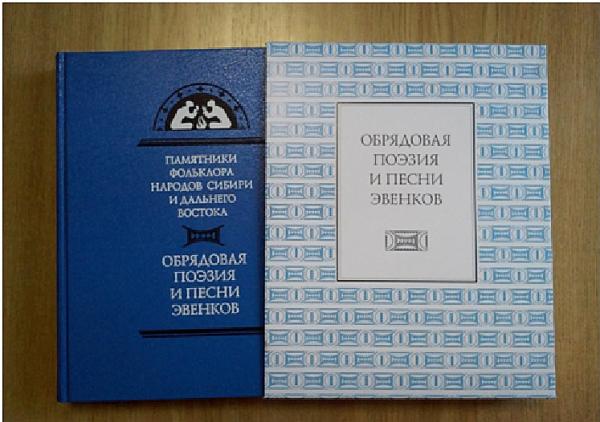 ПАМЯТНИКИ
ФОЛЬКЛОРА
НАРОДОВ СИБИРИ
И ДАЛЬНЕГО
ВОСТОКА
ОБРЯДОВАЯ
ПОЭЗИЯ
И ПЕСНИ
ЭВЕНКОВ
ОБРЯДОВАЯ
ПОЭЗИЯ
И ПЕСНИ
ЭВЕНКОВ